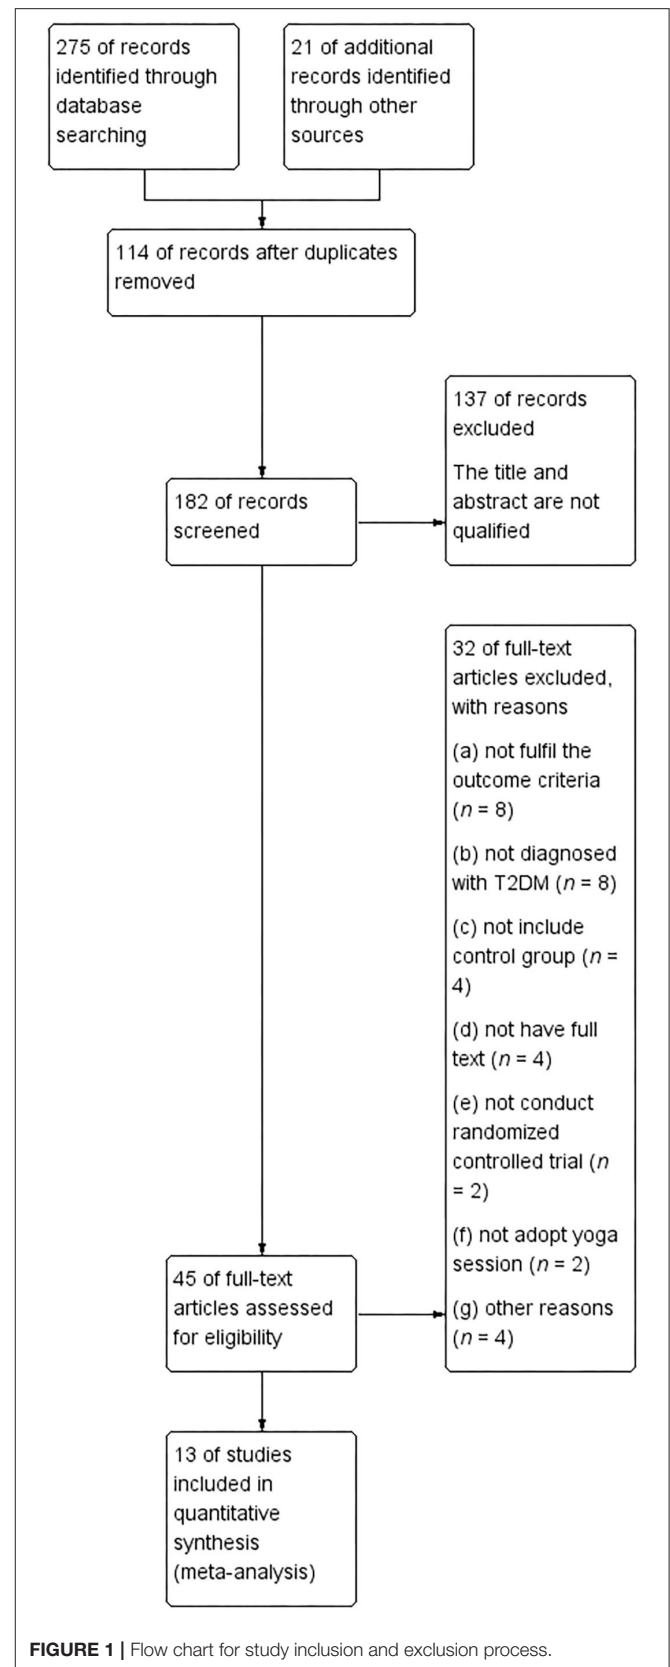 275 of records
identified through
database
searching
21 of additional
records identified
through other
sources
114 of records after duplicates
removed
137 of records
excluded
The title and
abstract are not
qualified
182 of records
screened
32 of full-text
articles excluded,
with reasons
(a) not fulfil the
outcome criteria
(n = 8)
(b) not diagnosed
with T2DM (n = 8)
(c) not include
control group (n =
4)
(d) not have full
text (n = 4)
(e) not conduct
randomized
controlled trial (n
= 2)
(f) not adopt yoga
session (n = 2)
(g) other reasons
(n = 4)
45 of full-text
articles assessed
for eligibility
13 of studies
included in
quantitative
synthesis
(meta-analysis)
FIGURE 1 | Flow chart for study inclusion and exclusion process.